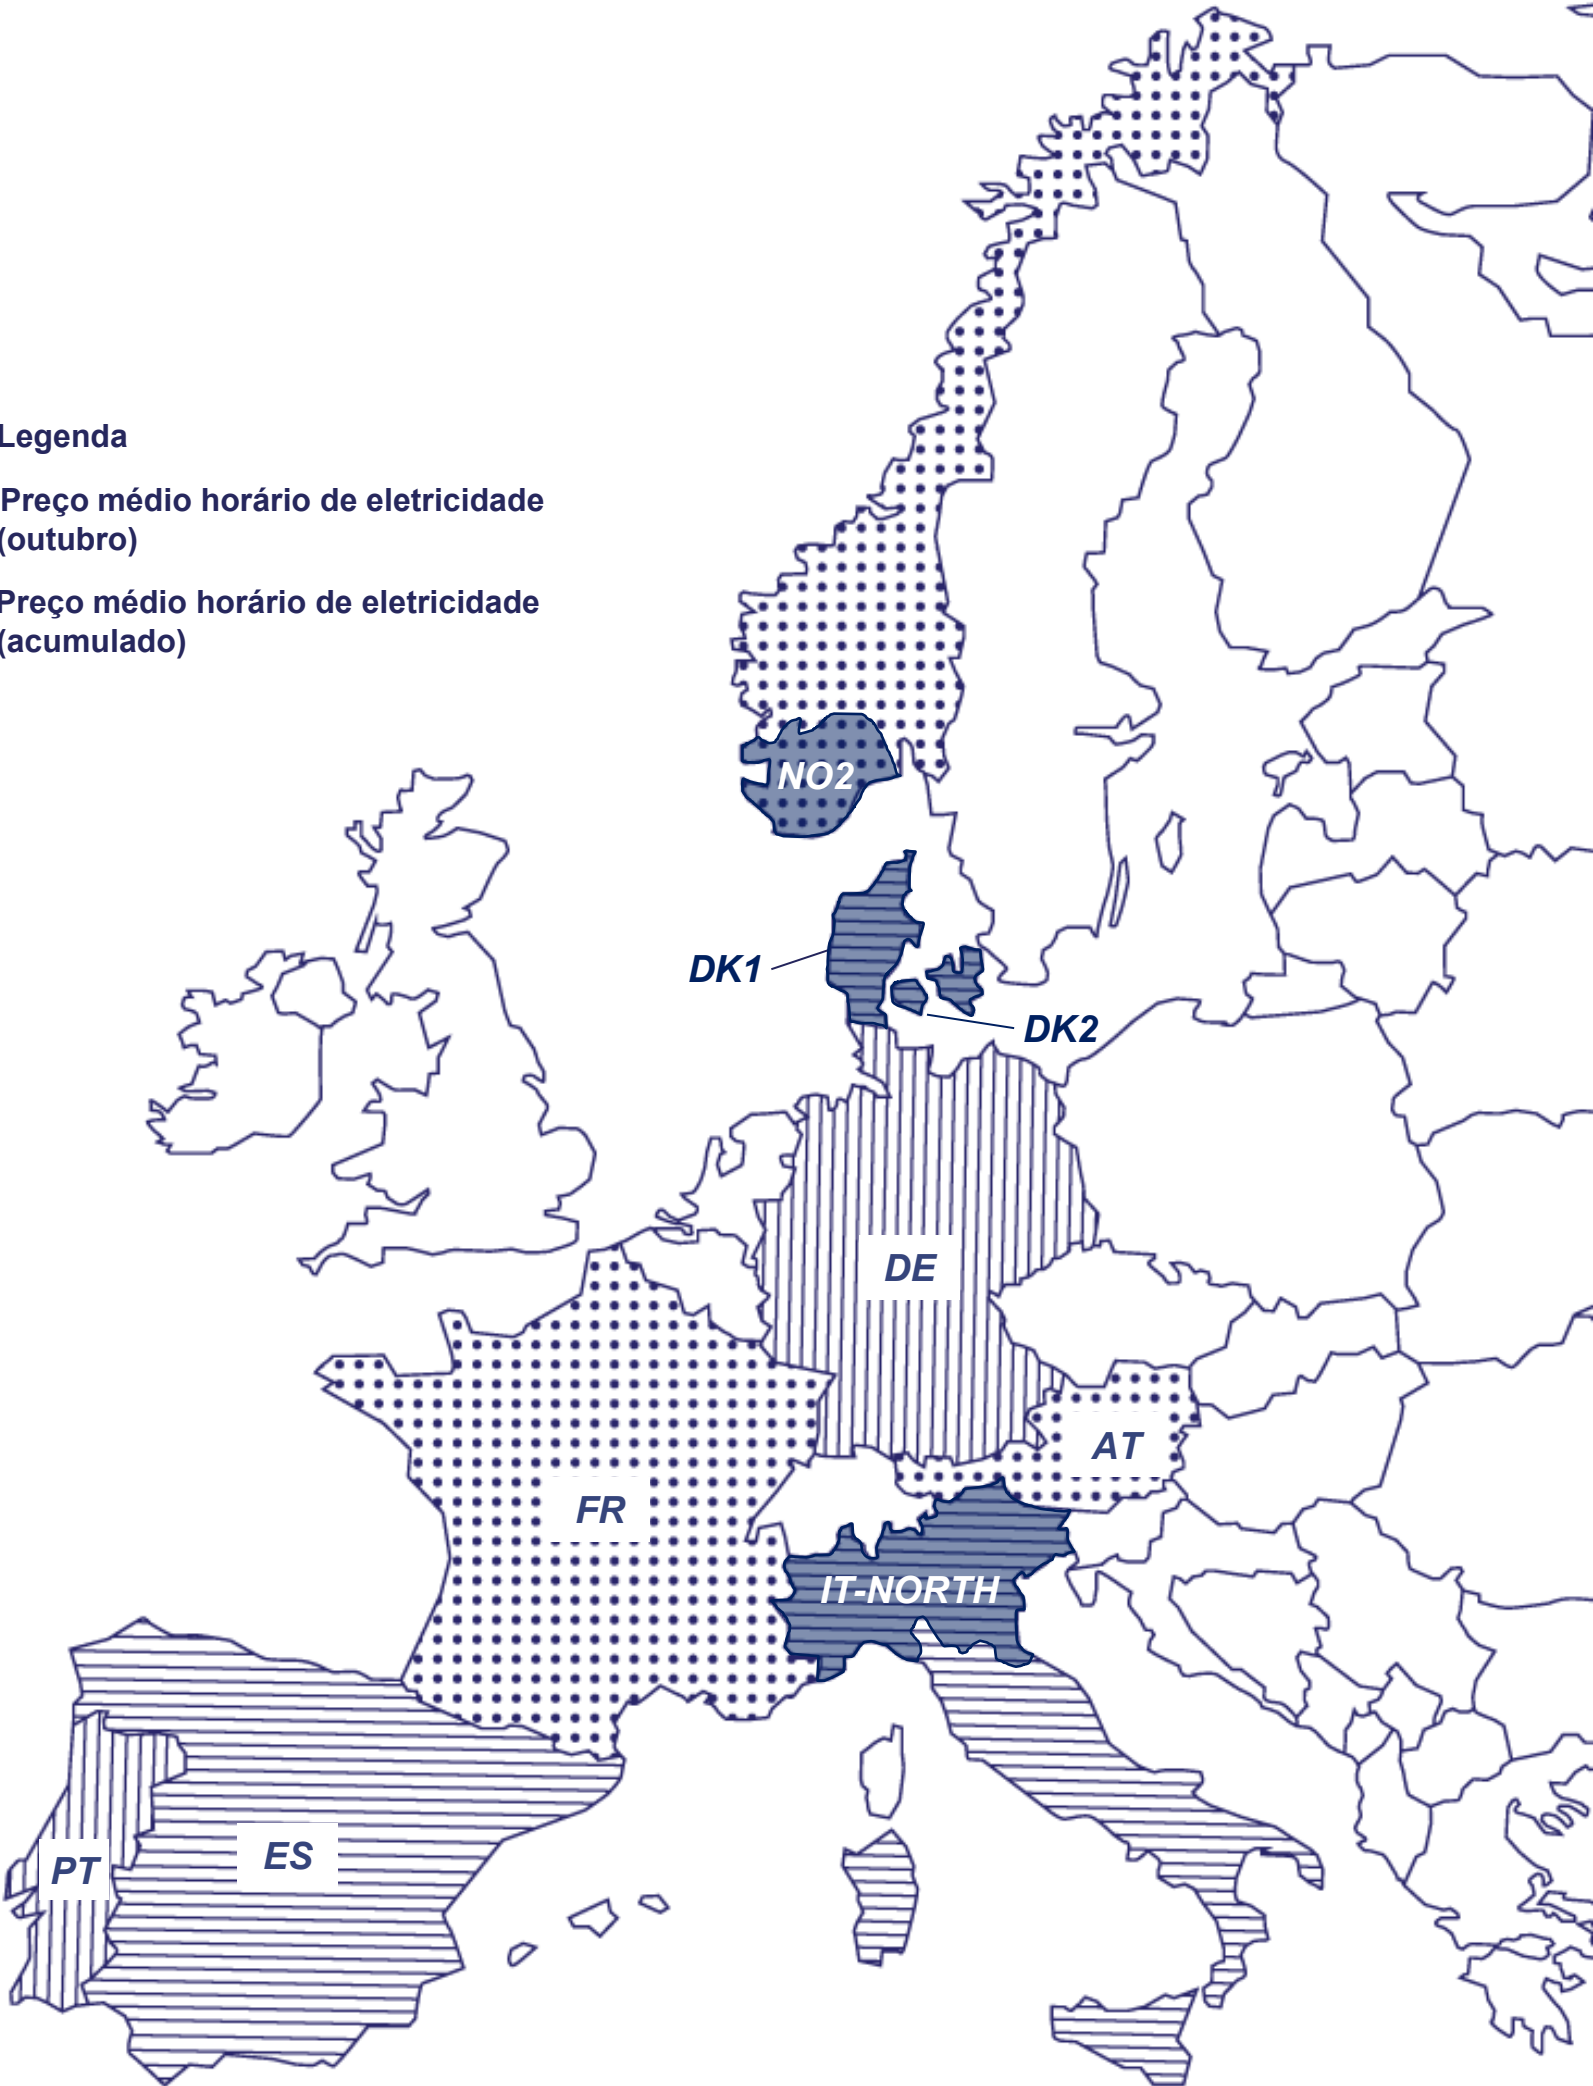 Legenda
Preço médio horário de eletricidade
(outubro)
Preço médio horário de eletricidade
(acumulado)
NO2
DK1
DK2
DE
AT
FR
IT-NORTH
ES
PT